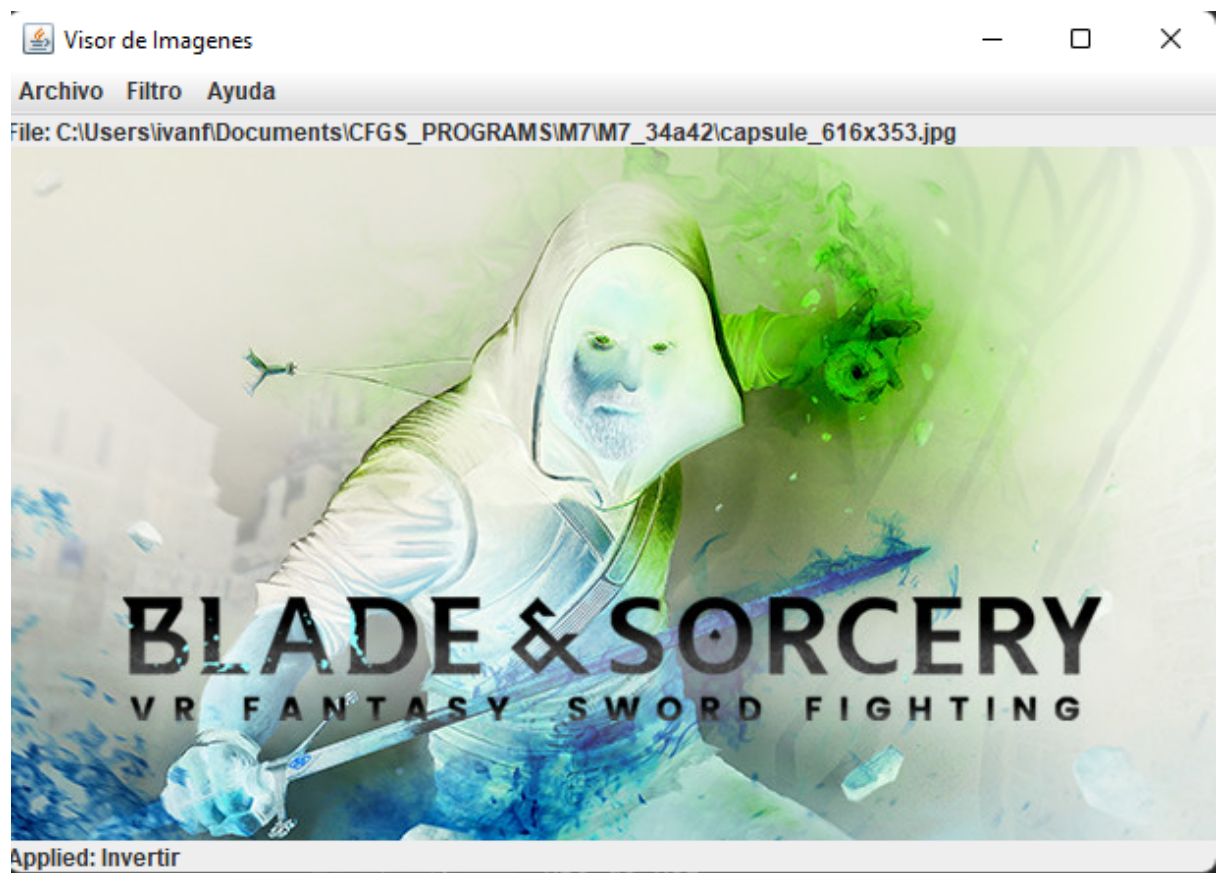 Visor de Imagenes
Archivo Filtro Ayuda
File: C:\Users\ivanf\Documents\CFGS_PROGRAMS\M7\M7_34a42\capsule_616x353.jpg
BLADE & SORCERY
VR FANTASY SWORD FIGHTING
Applied: Invertir